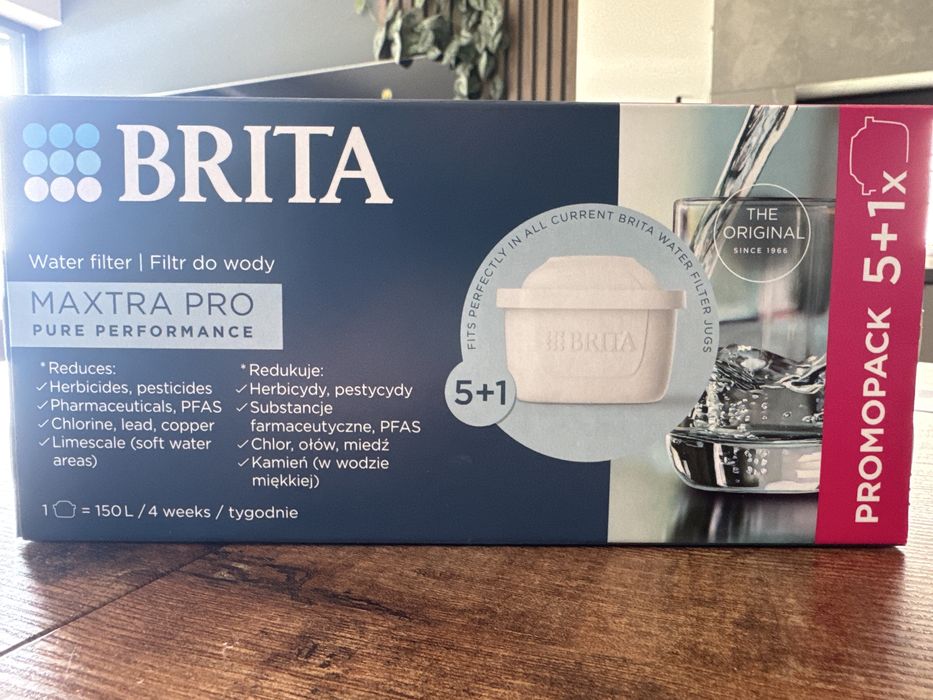 BRITA
Water filter | Filtr do wody
MAXTRA PRO
PURE PERFORMANCE
*Reduces:
✓Herbicides, pesticides
✓Pharmaceuticals, PFAS
✓Chlorine, lead, copper
✓Limescale (soft water
areas)
*Redukuje:
✓Herbicydy, pestycydy
✓Substancje
farmaceutyczne, PFAS
✓Chlor, ołów, miedź
✓Kamień (w wodzie
miękkiej)
1 = 150L / 4 weeks / tygodnie
FITS PERFECTLY IN ALL CURRENT BRITA WATER FILTER JUGS
BRITA
5+1
THE
ORIGINAL
SINCE 1966
PROMOPACK 5+1x